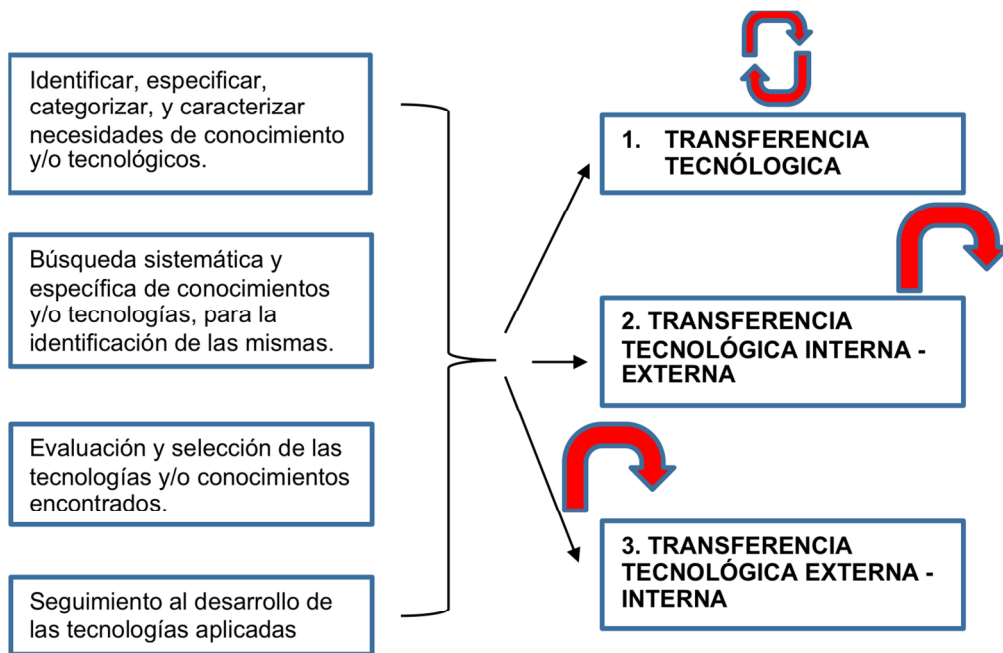 Identificar, especificar,
categorizar, y caracterizar
necesidades de conocimiento
y/o tecnológicos.
Búsqueda sistemática y
específica de conocimientos
y/o tecnologías, para la
identificación de las mismas.
Evaluación y selección de las
tecnologías y/o conocimientos
encontrados.
Seguimiento al desarrollo de
las tecnologías aplicadas
1. TRANSFERENCIA
TECNÓLOGICA
2. TRANSFERENCIA
TECNOLÓGICA INTERNA -
EXTERNA
3. TRANSFERENCIA
TECNOLÓGICA EXTERNA -
INTERNA